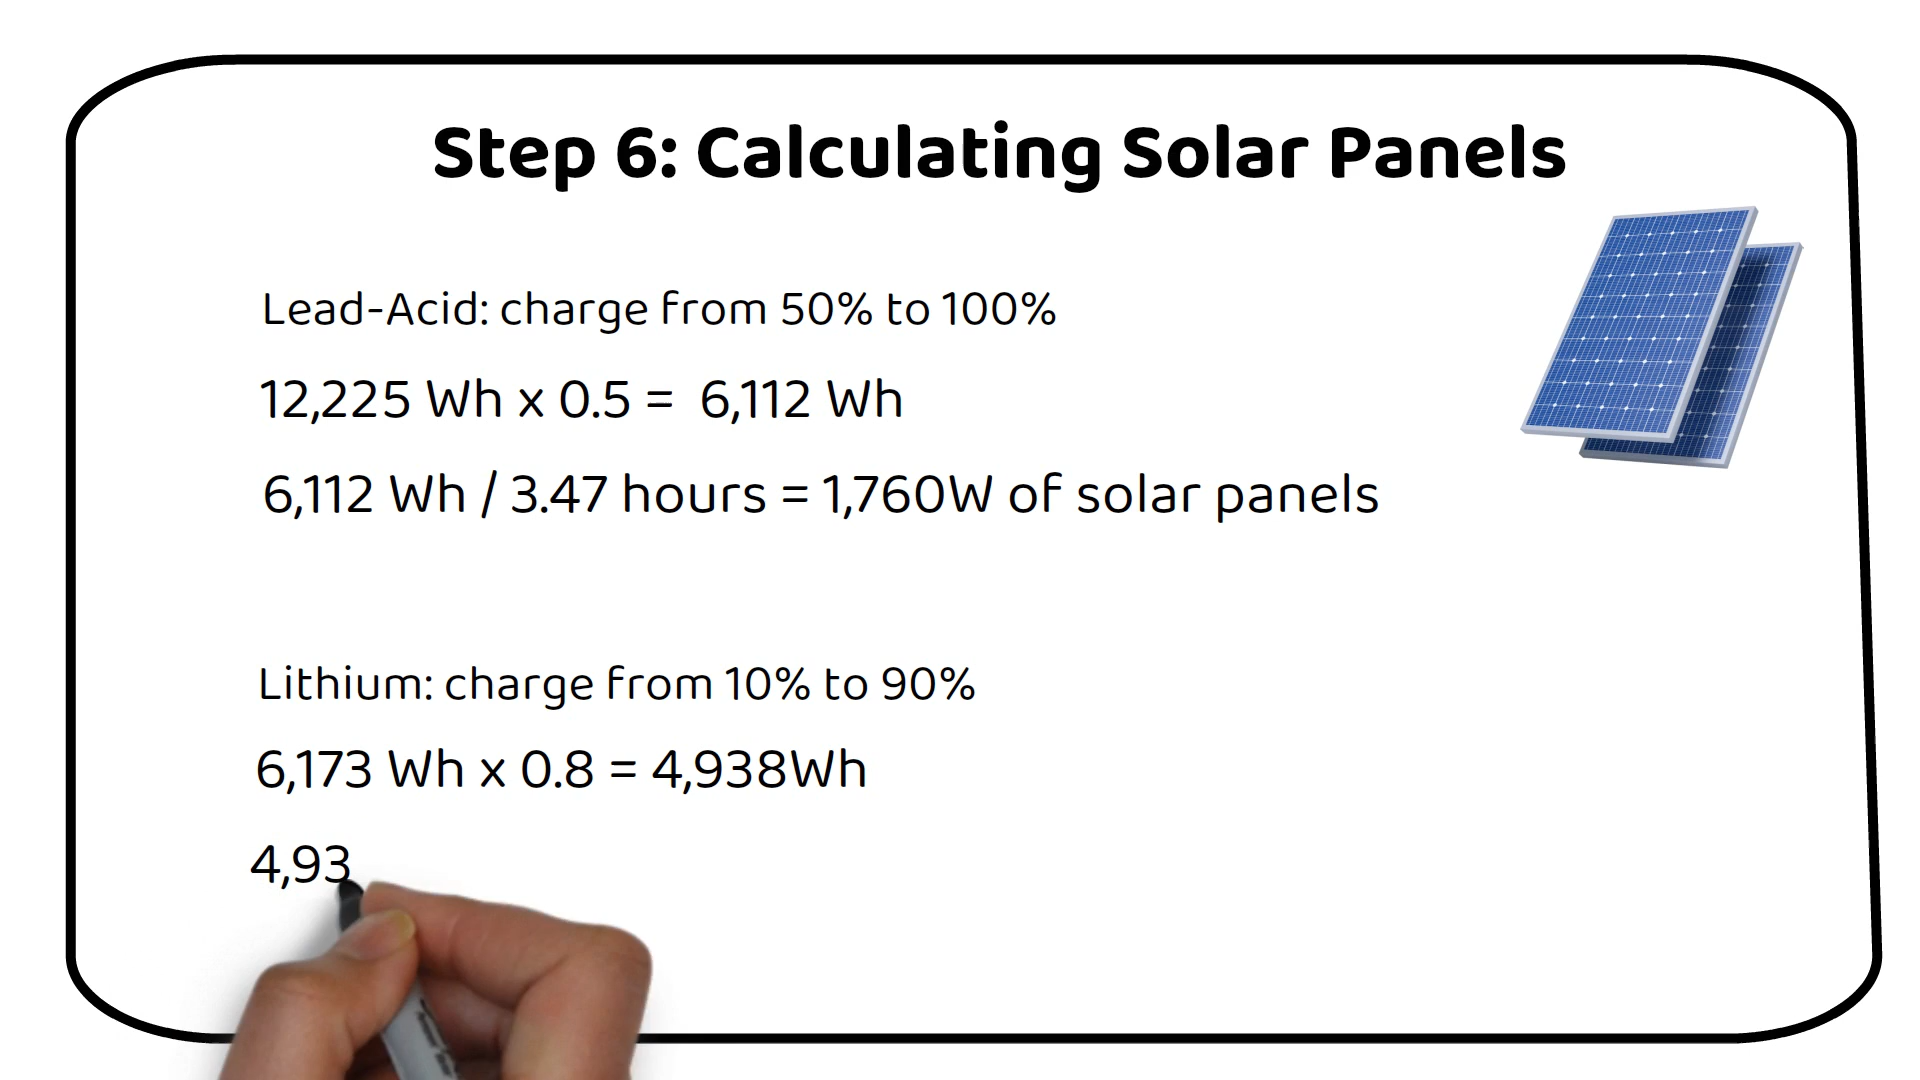 Step 6: Calculating Solar Panels
Lead-Acid: charge from 50% to 100%
12,225 Wh x 0.5 = 6,112 Wh
6,112 Wh / 3.47 hours = 1,760W of solar panels
Lithium: charge from 10% to 90%
6,173 Wh x 0.8 = 4,938Wh
4,93